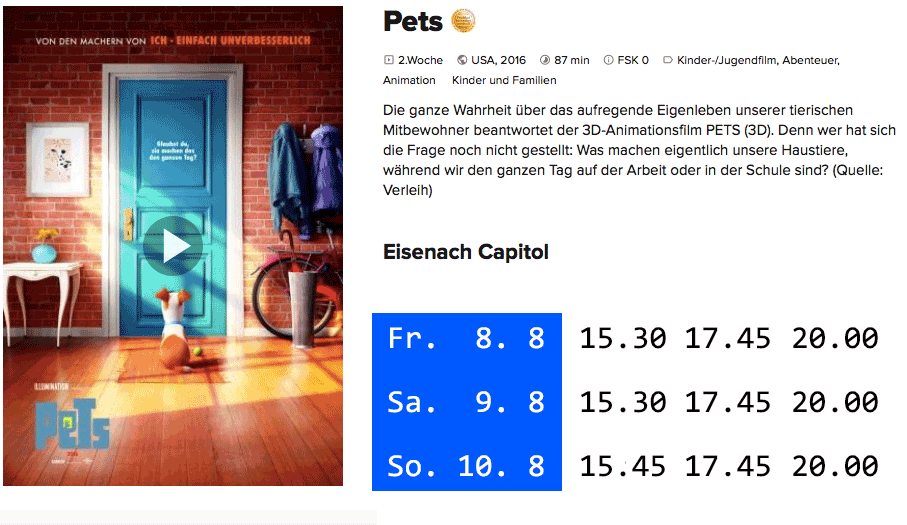 VON DEN MACHERN VON ICH - EINFACH UNVERBESSERLICH
Glaubst du,
sie machen das
den ganzen Tag?
ILLUMINATION
PETS
Pets
2.Woche USA, 2016 87 min FSK 0 Kinder-/Jugendfilm, Abenteuer,
Animation Kinder und Familien
Die ganze Wahrheit über das aufregende Eigenleben unserer tierischen
Mitbewohner beantwortet der 3D-Animationsfilm PETS (3D). Denn wer hat sich
die Frage noch nicht gestellt: Was machen eigentlich unsere Haustiere,
während wir den ganzen Tag auf der Arbeit oder in der Schule sind? (Quelle:
Verleih)
Eisenach Capitol
Fr. 8. 8 15.30 17.45 20.00
Sa. 9. 8 15.30 17.45 20.00
So. 10. 8 15.45 17.45 20.00